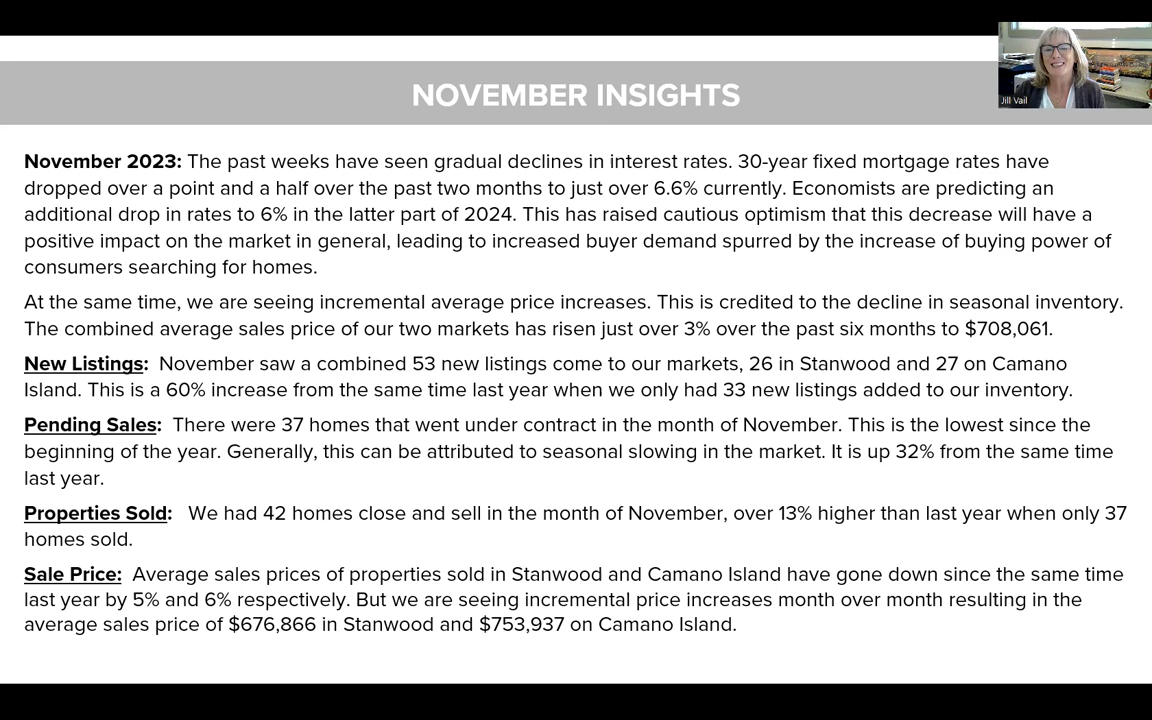 NOVEMBER INSIGHTS
Jill Vail
November 2023: The past weeks have seen gradual declines in interest rates. 30-year fixed mortgage rates have
dropped over a point and a half over the past two months to just over 6.6% currently. Economists are predicting an
additional drop in rates to 6% in the latter part of 2024. This has raised cautious optimism that this decrease will have a
positive impact on the market in general, leading to increased buyer demand spurred by the increase of buying power of
consumers searching for homes.
At the same time, we are seeing incremental average price increases. This is credited to the decline in seasonal inventory.
The combined average sales price of our two markets has risen just over 3% over the past six months to $708,061.
New Listings: November saw a combined 53 new listings come to our markets, 26 in Stanwood and 27 on Camano
Island. This is a 60% increase from the same time last year when we only had 33 new listings added to our inventory.
Pending Sales: There were 37 homes that went under contract in the month of November. This is the lowest since the
beginning of the year. Generally, this can be attributed to seasonal slowing in the market. It is up 32% from the same time
last year.
Properties Sold: We had 42 homes close and sell in the month of November, over 13% higher than last year when only 37
homes sold.
Sale Price: Average sales prices of properties sold in Stanwood and Camano Island have gone down since the same time
last year by 5% and 6% respectively. But we are seeing incremental price increases month over month resulting in the
average sales price of $676,866 in Stanwood and $753,937 on Camano Island.